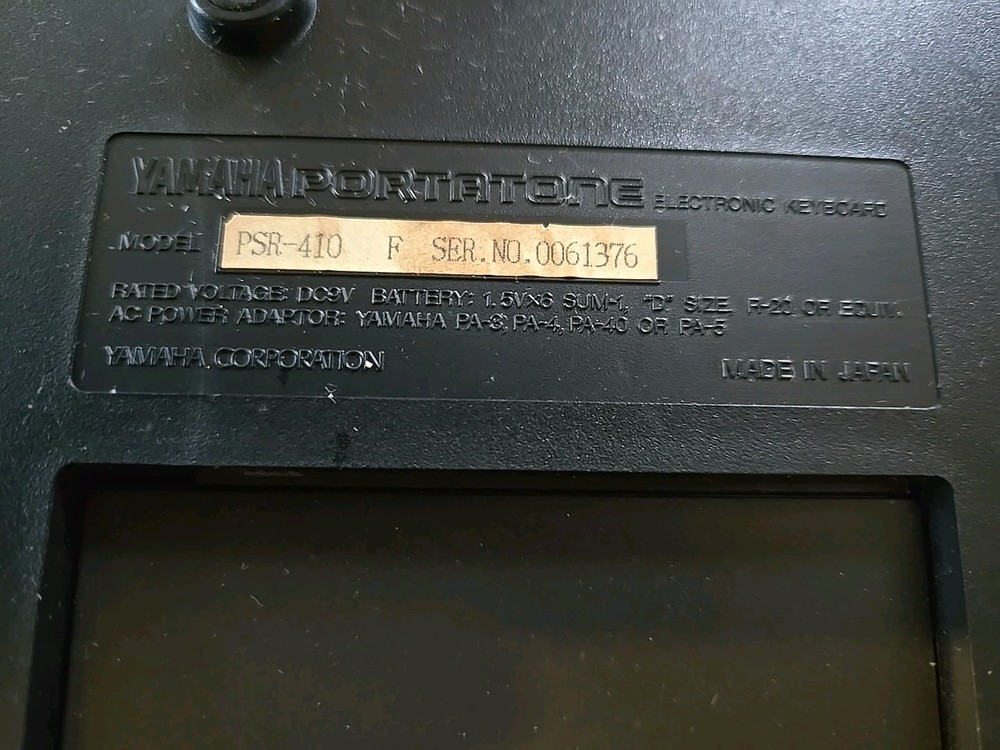 YAMAHA PORTATONE ELECTRONIC KEYBOARD
MODEL PSR-410 F SER.NO.0061376
RATED VOLTAGE: DC9V BATTERY: 1.5V×6 SUM-1, "D" SIZE, R-20 OR EQUIV.
AC POWER ADAPTOR: YAMAHA PA-3, PA-4, PA-40 OR PA-5
YAMAHA CORPORATION MADE IN JAPAN